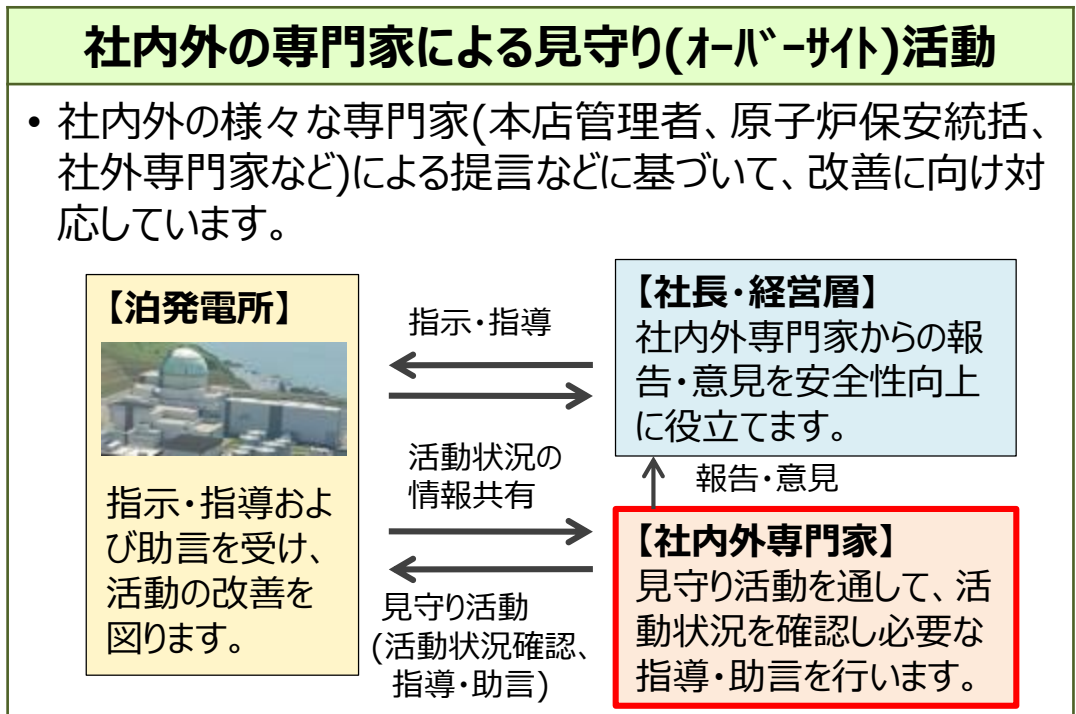 社内外の専門家による見守り(ｵｰﾊﾞｰｻｲﾄ)活動
• 社内外の様々な専門家(本店管理者、原子炉保安統括、
社外専門家など)による提言などに基づいて、改善に向け対
応しています。
【泊発電所】
指示・指導およ
び助言を受け、
活動の改善を
図ります。
指示・指導
活動状況の
情報共有
見守り活動
(活動状況確認、
指導・助言)
【社長・経営層】
社内外専門家からの報
告・意見を安全性向上
に役立てます。
報告・意見
【社内外専門家】
見守り活動を通して、活
動状況を確認し必要な
指導・助言を行います。